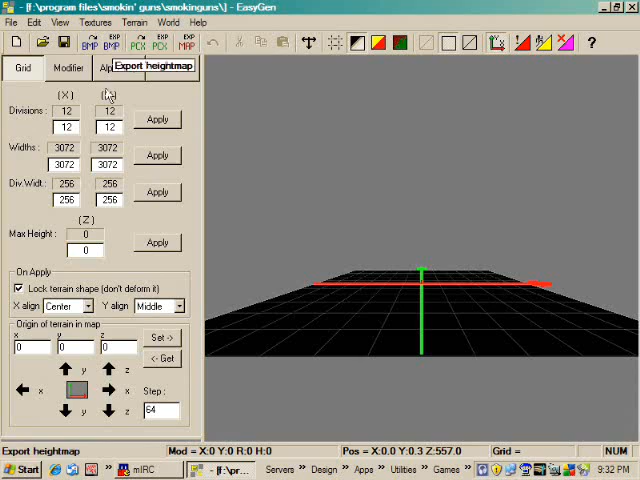 - [f:\program files\smokin' guns\smokinguns\] - EasyGen
File View Textures Terrain World Help
BMP EXP BMP PCX EXP PCX EXP MAP ?
Grid Modifier Alp Export heightmap
(X)
Divisions : 12 12
12 12 Apply
Widths : 3072 3072
3072 3072 Apply
Div.Widt.: 256 256
256 256 Apply
(Z)
Max Height : 0
0 Apply
On Apply
Lock terrain shape (don't deform it)
X align Center Y align Middle
Origin of terrain in map
x y z
0 0 0 Set ->
<- Get
y z
x x Step :
y z 64
Export heightmap Mod = X:0 Y:0 R:0 H:0 Pos = X:0.0 Y:0.3 Z:557.0 Grid = NUM
Start mIRC - [f:\pr... Servers » Design » Apps » Utilities » Games » 9:32 PM